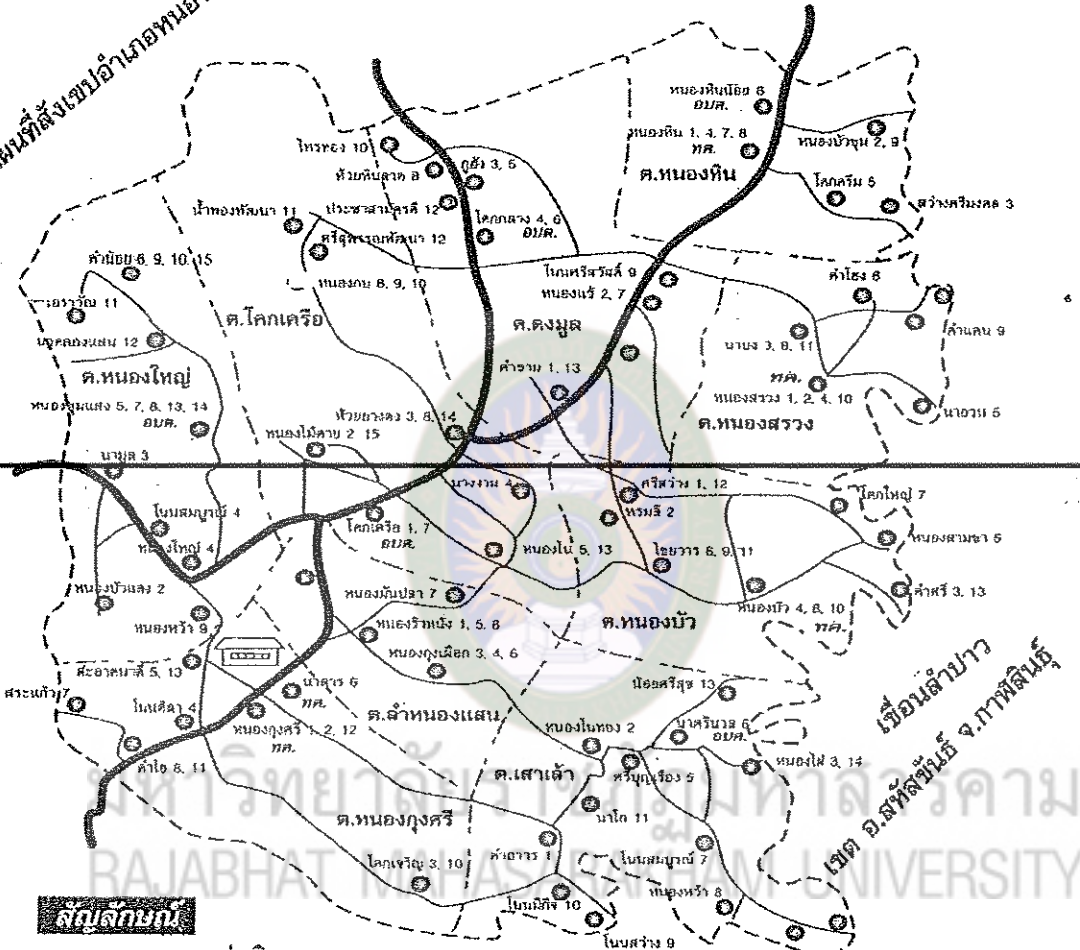 แผนที่สังเขปอำเภอหนอง
หนองหินน้อย 6
อบต.
หนองหิน 1, 4, 7, 8
ทต.
ต.หนองหิน
หนองบัวชุม 2, 9
โคกศรีม 5
สว่างศรีมงคล 3
ไทรทอง 10
ห้วยหินลาด 8
ภูฮัง 3, 5
น้ำทองพัฒนา 11
ประชาสามัคคี 12
โคกกลาง 4, 6
อบต.
ศรีสุพรรณพัฒนา 12
หนองกบ 8, 9, 10
ต.โคกเครือ
คำน้อย 6, 9, 10, 15
เอราวัณ 11
12
ต.หนองใหญ่
หนองชุมแสง 5, 7, 8, 13, 14
อบต.
นามูล 3
โนนสมบูรณ์ 4
หนองใหญ่ 4
หนองบัวแดง 2
หนองหว้า 9
สะอาดนาดี 5, 13
สระแก้ว 7
โนนศิลา 4
คำไฮ 8, 11
โนนศรีสวัสดิ์ 9
หนองแร้ 2, 7
ต.ดงมูล
คำขาม 1, 13
ห้วยยางดง 3, 8, 14
หนองไม้ตาย 2 15
คำโฮง 6
คำแคน 9
นาบง 3, 8, 11
ทต.
หนองสรวง 1, 2, 4, 10
นาอวน 5
ต.หนองสรวง
นางงาม 4
ศรีสว่าง 1, 12
พรมลี 2
โคกใหญ่ 7
หนองสามขา 5
โคกเครือ 1, 7
อบต.
หนองโน 5, 13
ไชยวาร 6, 9, 11
หนองบัว 4, 8, 10
ทต.
คำศรี 3, 13
หนองมันปลา 7
หนองริวหนัง 1, 5, 8
ต.หนองบัว
หนองกุงเผือก 3, 4, 6
น้อยศรีสุข 13
นาคาร 6
ทต.
หนองกุงศรี 1, 2, 12
ทต.
ต.ลำหนองแสน
หนองโนทอง 2
นาครินวล 6
อบต.
หนองไผ่ 3, 14
ต.เสาเล้า
ศรีบุญเรือง 5
นาโก 11
ต.หนองกุงศรี
โคกเจริญ 3, 10
คำถาวร 1
โนนสมบูรณ์ 7
หนองหว้า 8
โนนมีกิจ 10
โนนสว่าง 9
เขื่อนลำปาว
เขต อ.สหัสขันธ์ จ.กาฬสินธุ์
มหาวิทยาลัยราชภัฏมหาสารคาม
RAJABHAT MAHASARAKHAM UNIVERSITY
สัญลักษณ์